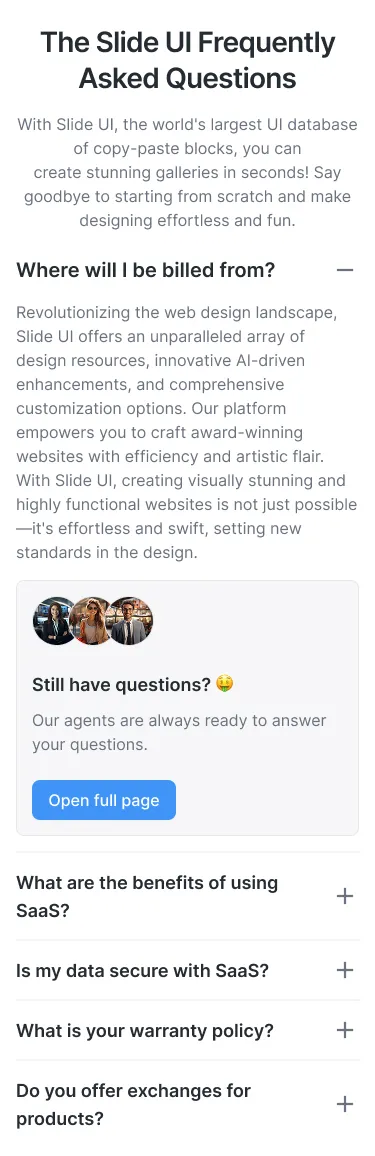 The Slide UI Frequently
Asked Questions
With Slide UI, the world's largest UI database
of copy-paste blocks, you can
create stunning galleries in seconds! Say
goodbye to starting from scratch and make
designing effortless and fun.
Where will I be billed from?
Revolutionizing the web design landscape,
Slide UI offers an unparalleled array of
design resources, innovative AI-driven
enhancements, and comprehensive
customization options. Our platform
empowers you to craft award-winning
websites with efficiency and artistic flair.
With Slide UI, creating visually stunning and
highly functional websites is not just possible
—it's effortless and swift, setting new
standards in the design.
Still have questions? 🤑
Our agents are always ready to answer
your questions.
Open full page
What are the benefits of using
SaaS?
Is my data secure with SaaS?
What is your warranty policy?
Do you offer exchanges for
products?